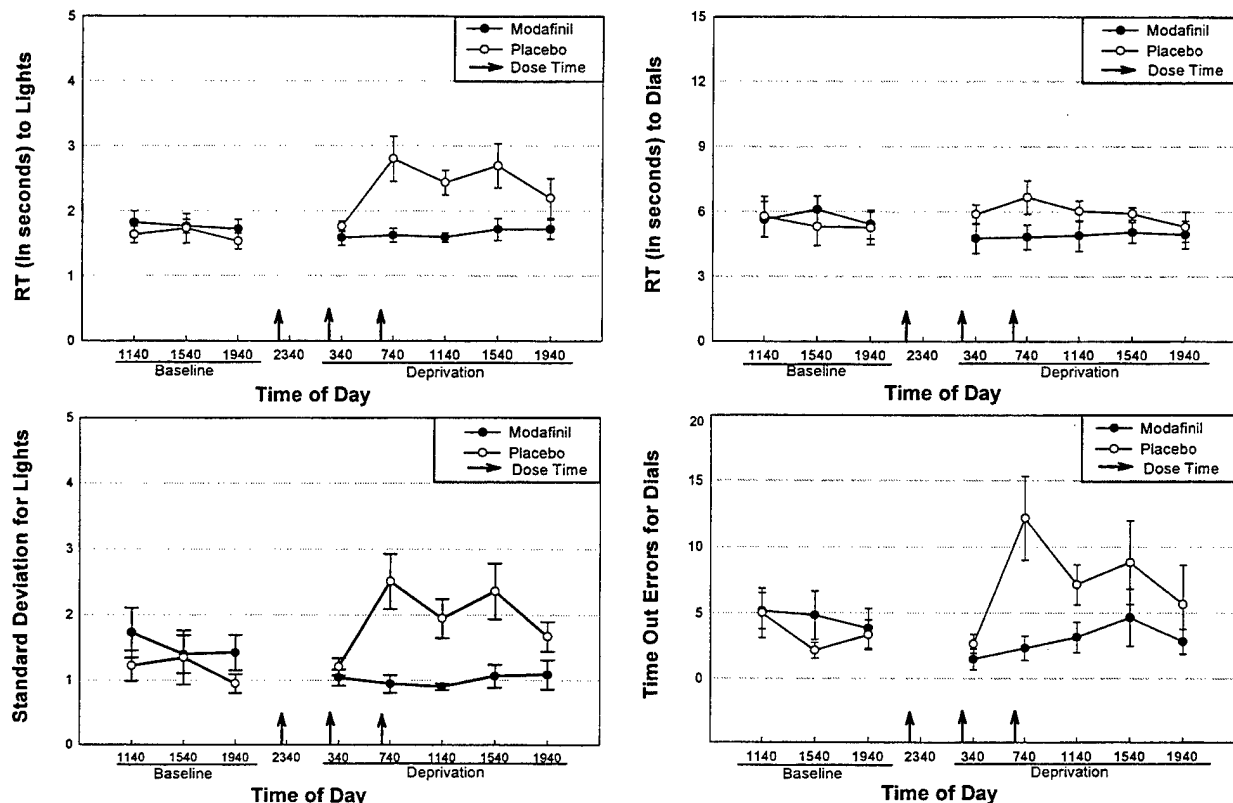 RT (In seconds) to Lights
5
4
3
2
1
0
Modafinil
Placebo
Dose Time
1140 1540 1940 2340 340 740 1140 1540 1940
Baseline Deprivation
Time of Day
RT (In seconds) to Dials
15
12
9
6
3
0
Modafinil
Placebo
Dose Time
1140 1540 1940 2340 340 740 1140 1540 1940
Baseline Deprivation
Time of Day
Standard Deviation for Lights
5
4
3
2
1
0
Modafinil
Placebo
Dose Time
1140 1540 1940 2340 340 740 1140 1540 1940
Baseline Deprivation
Time of Day
Time Out Errors for Dials
20
15
10
5
0
Modafinil
Placebo
Dose Time
1140 1540 1940 2340 340 740 1140 1540 1940
Baseline Deprivation
Time of Day